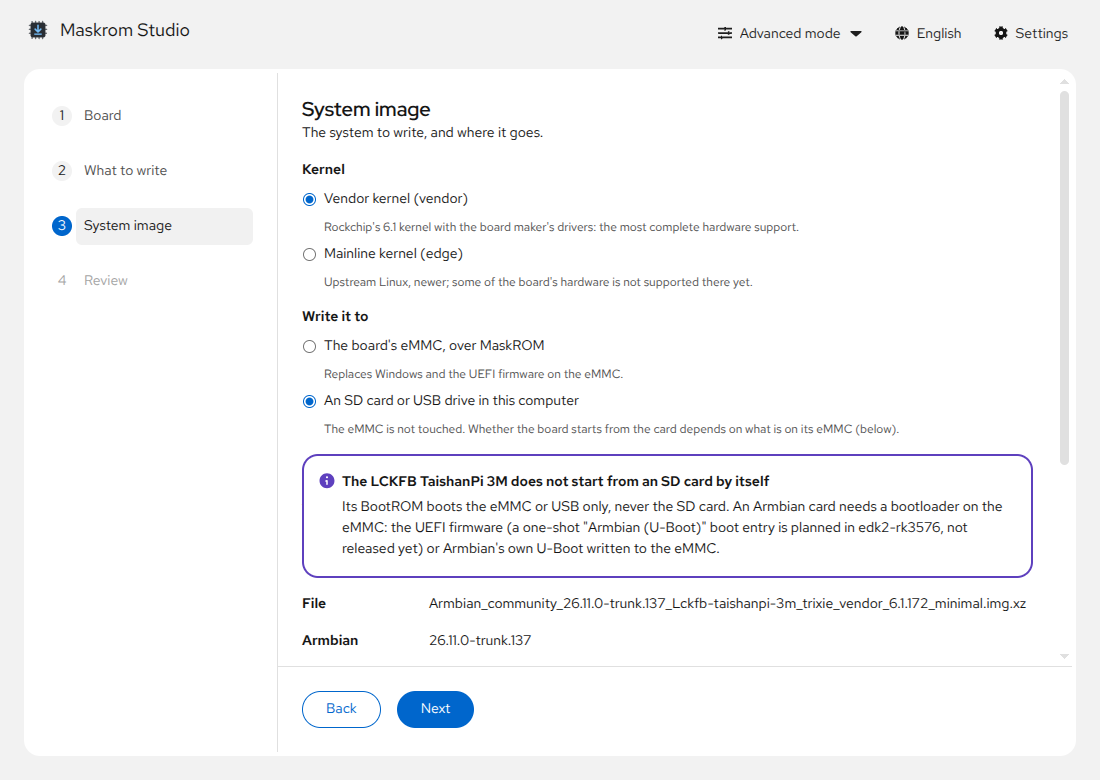 Maskrom Studio
Advanced mode
English
Settings
1 Board
2 What to write
3 System image
4 Review
System image
The system to write, and where it goes.
Kernel
Vendor kernel (vendor)
Rockchip's 6.1 kernel with the board maker's drivers: the most complete hardware support.
Mainline kernel (edge)
Upstream Linux, newer; some of the board's hardware is not supported there yet.
Write it to
The board's eMMC, over MaskROM
Replaces Windows and the UEFI firmware on the eMMC.
An SD card or USB drive in this computer
The eMMC is not touched. Whether the board starts from the card depends on what is on its eMMC (below).
The LCKFB TaishanPi 3M does not start from an SD card by itself
Its BootROM boots the eMMC or USB only, never the SD card. An Armbian card needs a bootloader on the
eMMC: the UEFI firmware (a one-shot "Armbian (U-Boot)" boot entry is planned in edk2-rk3576, not
released yet) or Armbian's own U-Boot written to the eMMC.
File Armbian_community_26.11.0-trunk.137_Lckfb-taishanpi-3m_trixie_vendor_6.1.172_minimal.img.xz
Armbian 26.11.0-trunk.137
Back
Next